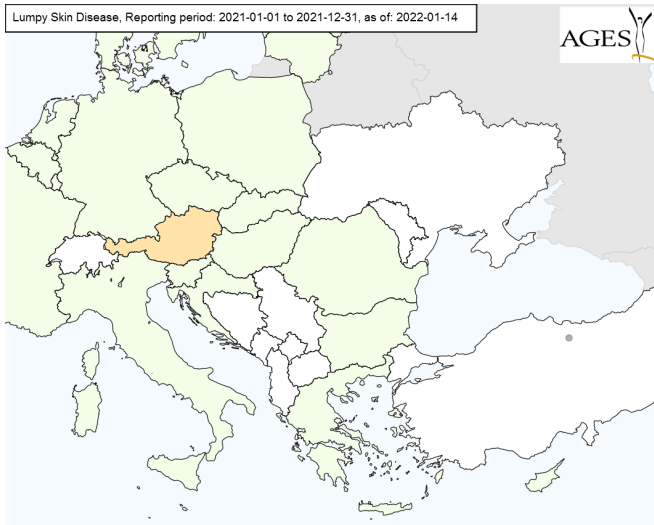 Lumpy Skin Disease, Reporting period: 2021-01-01 to 2021-12-31, as of: 2022-01-14
AGES